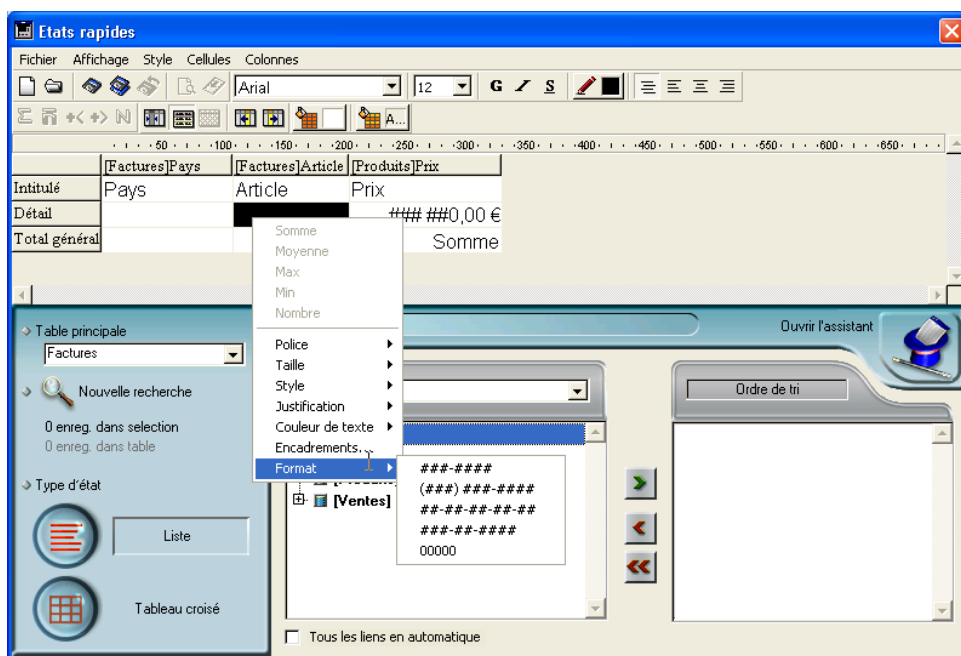 Etats rapides
Fichier Affichage Style Cellules Colonnes
Arial 12 G I S
Σ N A...
50 100 150 200 250 300 350 400 450 500 550 600 650
[Factures]Pays [Factures]Article [Produits]Prix
Intitulé Pays Article Prix
Détail ### ##0,00 €
Total général Somme
Somme
Moyenne
Max
Min
Nombre
Police
Taille
Style
Justification
Couleur de texte
Encadrements...
Format
###-####
(###) ###-####
##-##-##-##-##
###-##-####
00000
Table principale
Factures
Nouvelle recherche
0 enreg. dans selection
0 enreg. dans table
Type d'état
Liste
Tableau croisé
Ouvrir l'assistant
Ordre de tri
[Ventes]
Tous les liens en automatique